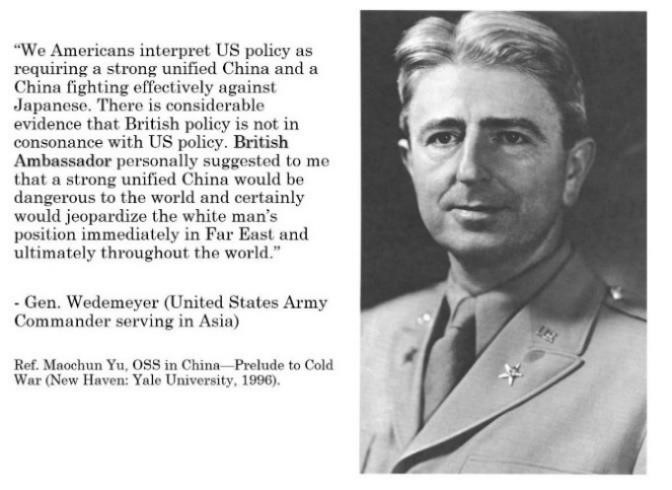 “We Americans interpret US policy as
requiring a strong unified China and a
China fighting effectively against
Japanese. There is considerable
evidence that British policy is not in
consonance with US policy. British
Ambassador personally suggested to me
that a strong unified China would be
dangerous to the world and certainly
would jeopardize the white man’s
position immediately in Far East and
ultimately throughout the world.”
- Gen. Wedemeyer (United States Army
Commander serving in Asia)
Ref. Maochun Yu, OSS in China—Prelude to Cold
War (New Haven: Yale University, 1996).